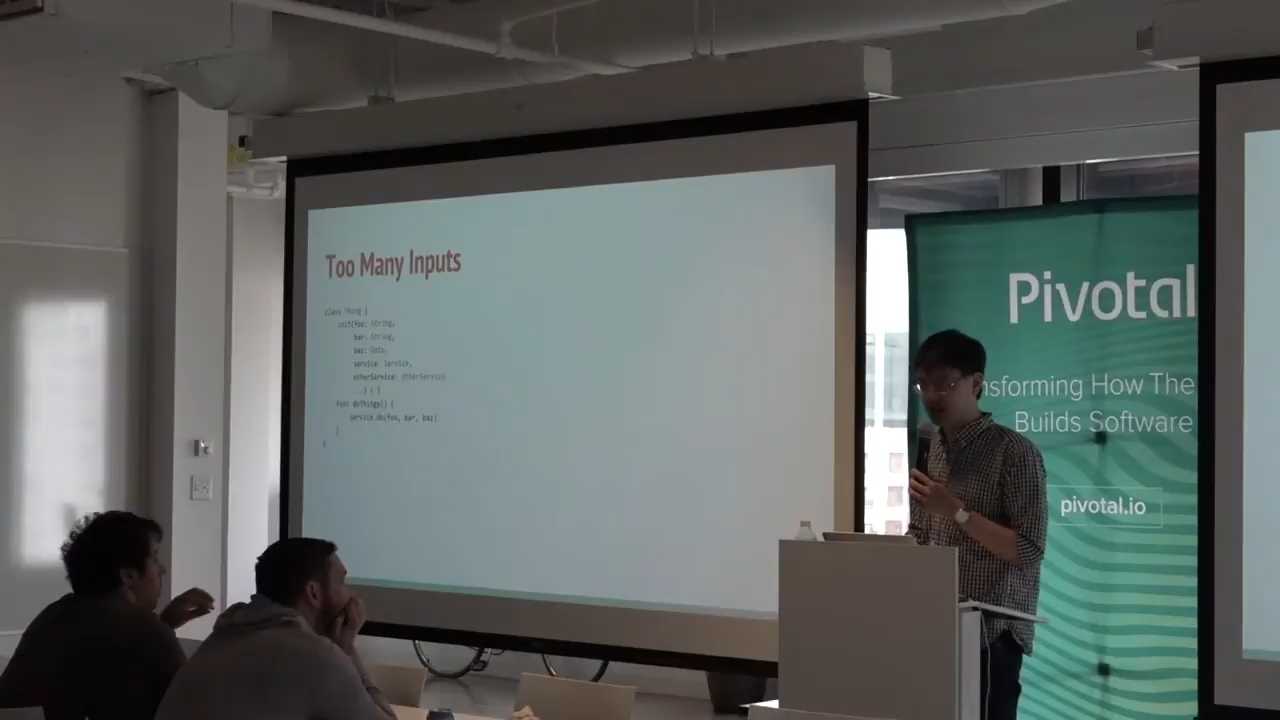 Too Many Inputs
class Thing {
init(foo: String,
bar: String,
baz: Date,
service: Service,
otherService: OtherService
...) { }
func doThingy() {
service.do(foo, bar, baz)
}
}
Pivotal
nsforming How The
Builds Software
pivotal.io